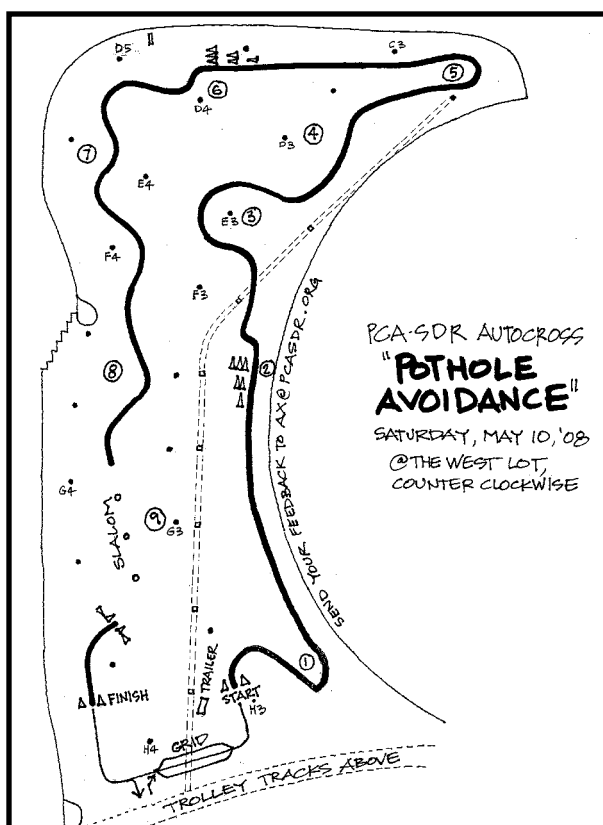 D5
C3
5
6
D4
4
D3
7
E4
E3
3
F4
F3
2
8
PCA-SDR AUTOCROSS
"POTHOLE
AVOIDANCE"
SATURDAY, MAY 10, '08
@ THE WEST LOT,
COUNTER CLOCKWISE
SEND YOUR FEEDBACK TO AX@PCASDR.ORG
G4
SLALOM
9
G3
1
TRAILER
FINISH
START
H3
H4
GRID
TROLLEY TRACKS ABOVE